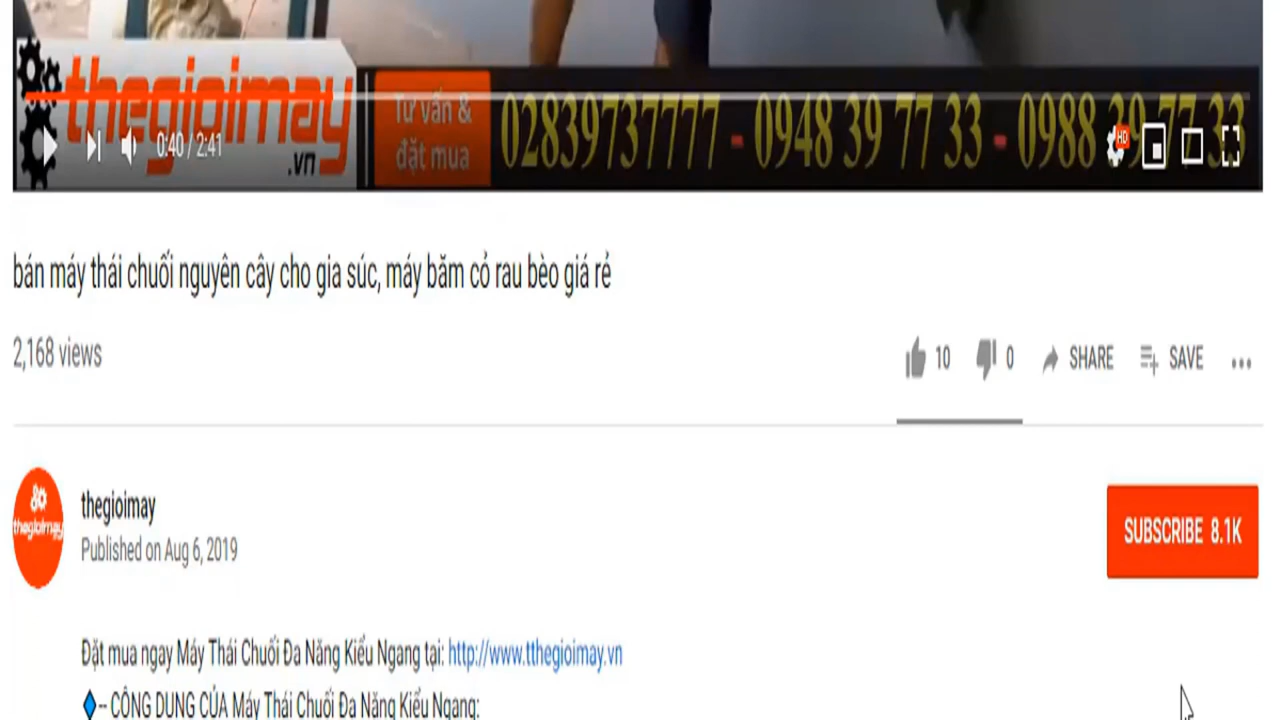 thegioimay
.vn
Tư vấn &
đặt mua
02839737777 - 0948 39 77 33 - 0988 39 77 33
0:40 / 2:41
HD
bán máy thái chuối nguyên cây cho gia súc, máy băm cỏ rau bèo giá rẻ
2,168 views
10 0 SHARE SAVE
thegioimay
thegioimay
Published on Aug 6, 2019
SUBSCRIBE 8.1K
Đặt mua ngay Máy Thái Chuối Đa Năng Kiểu Ngang tại: http://www.tthegioimay.vn
-- CÔNG DỤNG CỦA Máy Thái Chuối Đa Năng Kiểu Ngang: